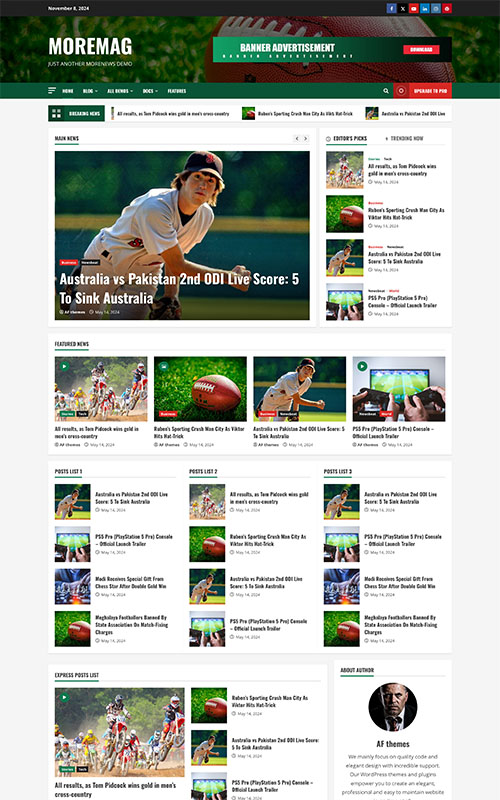 November 8, 2024
MOREMAG
JUST ANOTHER MORENEWS DEMO
BANNER ADVERTISEMENT
BANNER ADVERTISEMENT
DOWNLOAD
HOME
BLOG
ALL DEMOS
DOCS
FEATURES
UPGRADE TO PRO
BREAKING NEWS
All results, as Tom Pidcock wins gold in men's cross-country
Ruben's Sporting Crush Man City As Viktor Hits Hat-Trick
Australia vs Pakistan 2nd ODI Live
MAIN NEWS
Business
Newsbeat
Australia vs Pakistan 2nd ODI Live Score: 5
To Sink Australia
AF themes
May 14, 2024
EDITOR'S PICKS
TRENDING NOW
Stories
Tech
All results, as Tom Pidcock wins
gold in men's cross-country
May 14, 2024
Business
Ruben's Sporting Crush Man City As
Viktor Hits Hat-Trick
May 14, 2024
Business
Newsbeat
Australia vs Pakistan 2nd ODI Live
Score: 5 To Sink Australia
May 14, 2024
Newsbeat
World
PS5 Pro (PlayStation 5 Pro)
Console – Official Launch Trailer
May 14, 2024
FEATURED NEWS
Stories
Tech
All results, as Tom Pidcock wins gold in
men's cross-country
AF themes
May 14, 2024
Business
Ruben's Sporting Crush Man City As Viktor
Hits Hat-Trick
AF themes
May 14, 2024
Business
Newsbeat
Australia vs Pakistan 2nd ODI Live Score: 5
To Sink Australia
AF themes
May 14, 2024
Newsbeat
World
PS5 Pro (PlayStation 5 Pro) Console –
Official Launch Trailer
AF themes
May 14, 2024
POSTS LIST 1
Australia vs Pakistan 2nd ODI Live
Score: 5 To Sink Australia
May 14, 2024
PS5 Pro (PlayStation 5 Pro) Console
– Official Launch Trailer
May 14, 2024
Modi Receives Special Gift From
Chess Star After Double Gold Win
May 14, 2024
Meghalaya Footballers Banned By
State Association On Match-Fixing
Charges
May 14, 2024
POSTS LIST 2
All results, as Tom Pidcock wins gold
in men's cross-country
May 14, 2024
Ruben's Sporting Crush Man City As
Viktor Hits Hat-Trick
May 14, 2024
Australia vs Pakistan 2nd ODI Live
Score: 5 To Sink Australia
May 14, 2024
PS5 Pro (PlayStation 5 Pro) Console
– Official Launch Trailer
May 14, 2024
POSTS LIST 3
Australia vs Pakistan 2nd ODI Live
Score: 5 To Sink Australia
May 14, 2024
PS5 Pro (PlayStation 5 Pro) Console
– Official Launch Trailer
May 14, 2024
Modi Receives Special Gift From
Chess Star After Double Gold Win
May 14, 2024
Meghalaya Footballers Banned By
State Association On Match-Fixing
Charges
May 14, 2024
EXPRESS POSTS LIST
Stories
Tech
All results, as Tom Pidcock wins gold in men's
cross-country
Ruben's Sporting Crush Man City As
Viktor Hits Hat-Trick
May 14, 2024
Australia vs Pakistan 2nd ODI Live Score:
5 To Sink Australia
May 14, 2024
PS5 Pro (PlayStation 5 Pro) Console –
Official Launch Trailer
May 14, 2024
ABOUT AUTHOR
AF themes
We mainly focus on quality code and
elegant design with incredible support.
Our WordPress themes and plugins
empower you to create an elegant,
professional and easy to maintain website